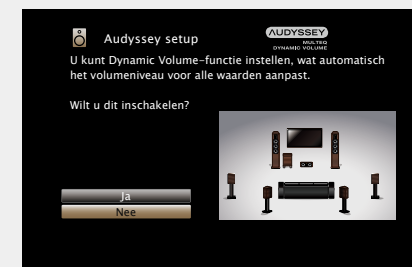 Audyssey setup
AUDYSSEY
MULTEQ
DYNAMIC VOLUME
U kunt Dynamic Volume-functie instellen, wat automatisch
het volumeniveau voor alle waarden aanpast.
Wilt u dit inschakelen?
Ja
Nee